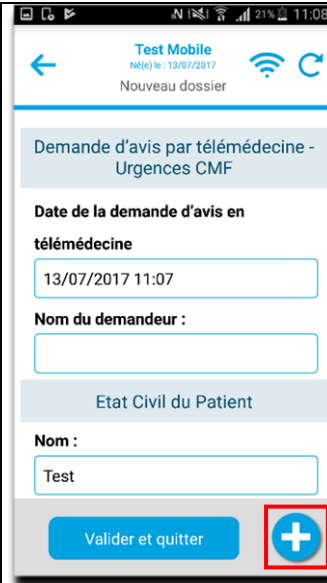 21% 11:08
Test Mobile
Né(e) le : 13/07/2017
Nouveau dossier
Demande d'avis par télémédecine -
Urgences CMF
Date de la demande d'avis en
télémédecine
13/07/2017 11:07
Nom du demandeur :
Etat Civil du Patient
Nom :
Test
Valider et quitter